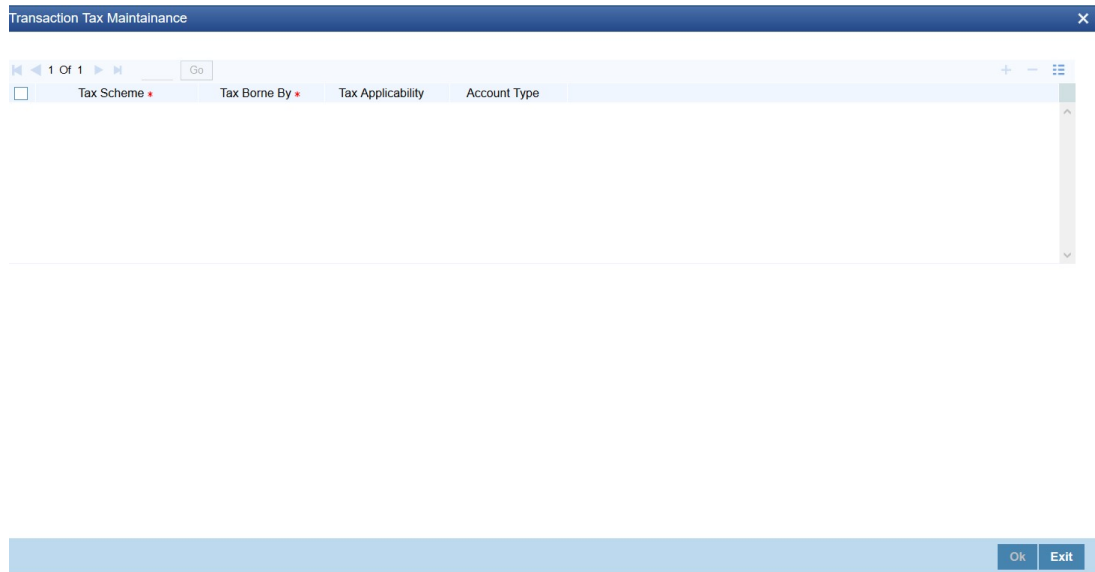 Transaction Tax Maintainance
1 Of 1 Go
Tax Scheme * Tax Borne By * Tax Applicability Account Type
Ok Exit